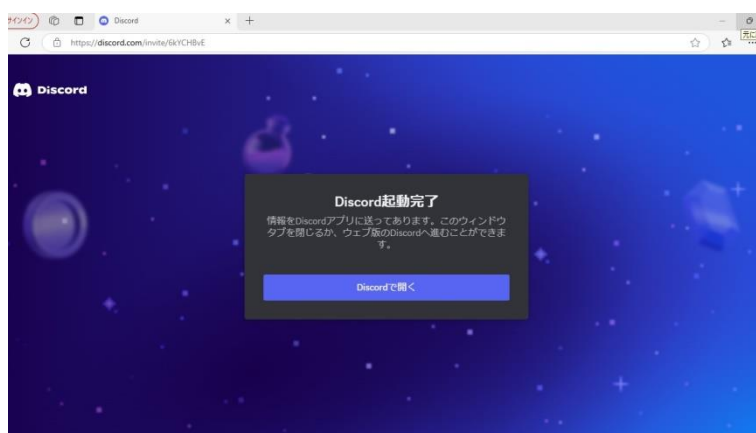 サインイン)
Discord
https://discord.com/invite/6kYCHBvE
元に
Discord
Discord起動完了
情報をDiscordアプリに送ってあります。このウィンドウ
タブを閉じるか、ウェブ版のDiscordへ進むことができま
す。
Discordで開く